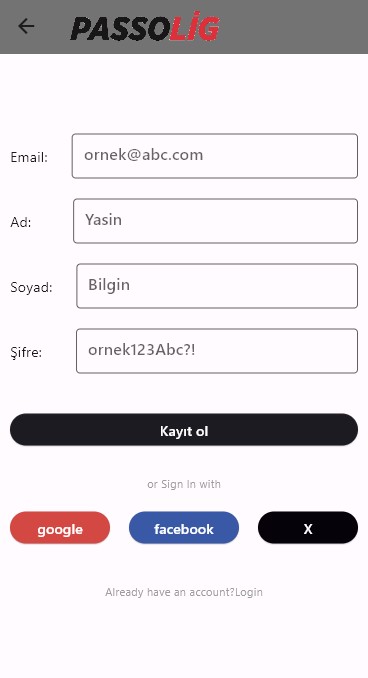 PASSOLİG
Email: ornek@abc.com
Ad: Yasin
Soyad: Bilgin
Şifre: ornek123Abc?!
Kayıt ol
or Sign In with
google facebook X
Already have an account?Login